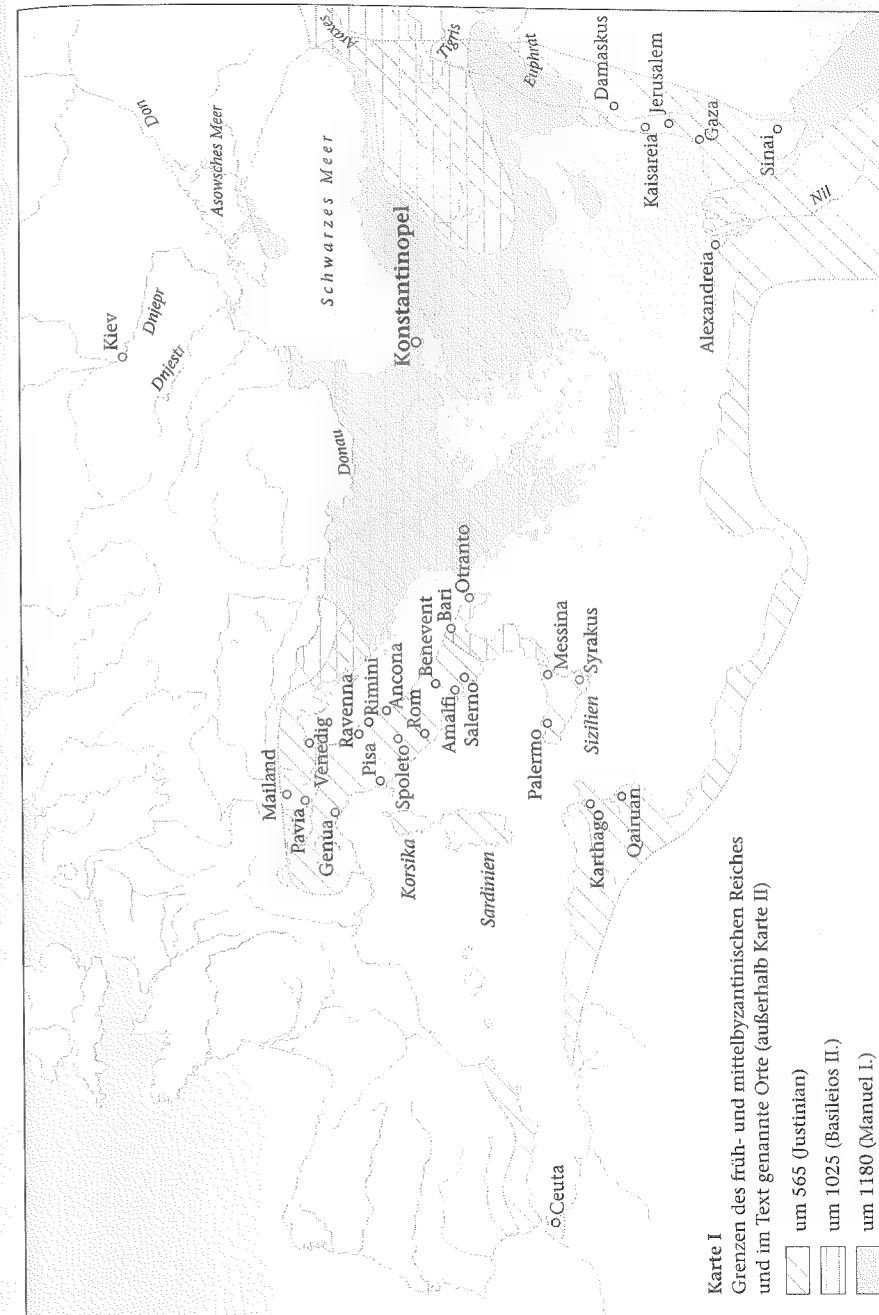 Don
Asowsches Meer
Araxes
Tigris
Euphrat
Kiev
Dnjepr
Dnjestr
Schwarzes Meer
Konstantinopel
Donau
Damaskus
Jerusalem
Kaisareia
Gaza
Sinai
Nil
Alexandreia
Mailand
Pavia
Genua
Venedig
Ravenna
Rimini
Pisa
Ancona
Spoleto
Rom
Benevent
Bari
Otranto
Amalfi
Salerno
Korsika
Sardinien
Palermo
Messina
Sizilien
Syrakus
Karthago
Qairuan
Ceuta
Karte I
Grenzen des früh- und mittelbyzantinischen Reiches
und im Text genannte Orte (außerhalb Karte II)
um 565 (Justinian)
um 1025 (Basileios II.)
um 1180 (Manuel I.)